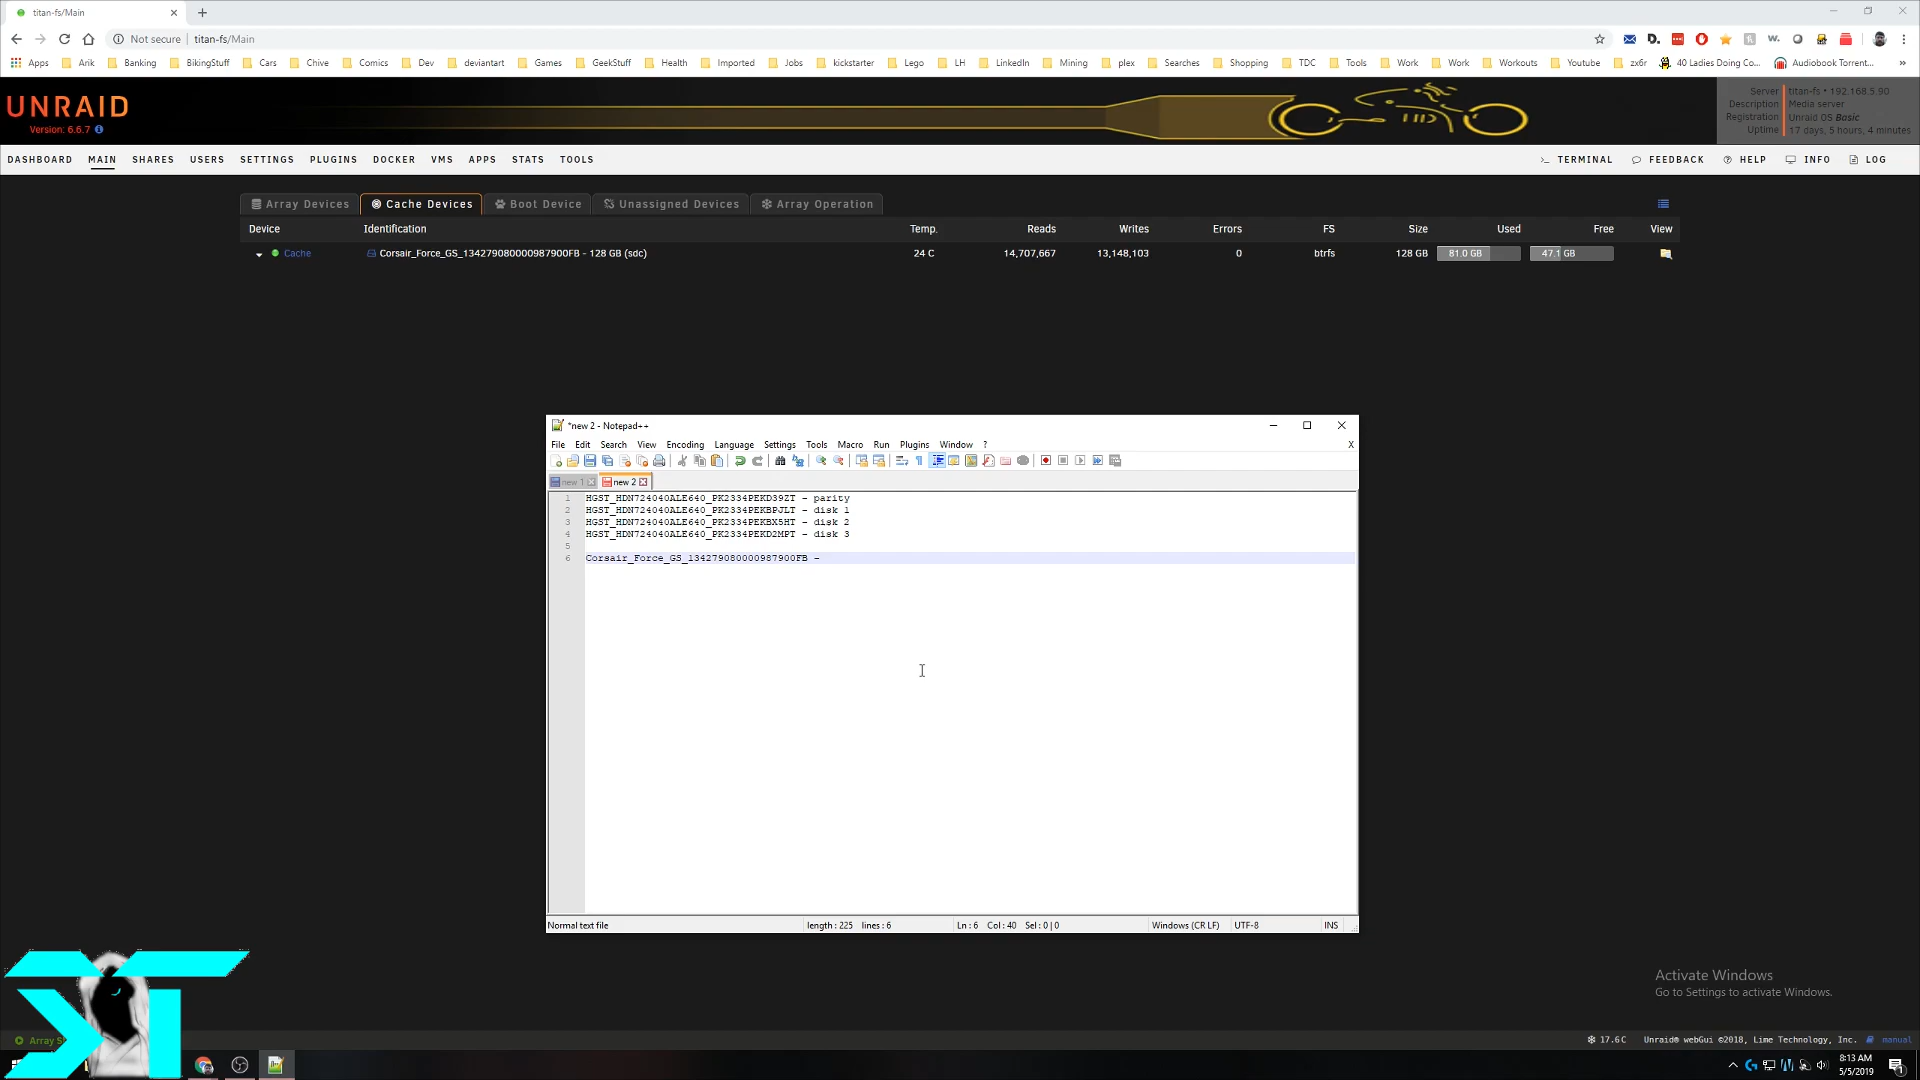 titan-fs/Main
Not secure
titan-fs/Main
Apps Arik Banking BikingStuff Cars Chive Comics Dev deviantart Games GeekStuff Health Imported Jobs kickstarter Lego LH LinkedIn Mining plex Searches Shopping TDC Tools Work Work Workouts Youtube zx6r 40 Ladies Doing Co... Audiobook Torrent... »
UNRAID
Version: 6.6.7
Server titan-fs • 192.168.5.90
Description Media server
Registration Unraid OS Basic
Uptime 17 days, 5 hours, 4 minutes
DASHBOARD MAIN SHARES USERS SETTINGS PLUGINS DOCKER VMS APPS STATS TOOLS TERMINAL FEEDBACK HELP INFO LOG
Array Devices Cache Devices Boot Device Unassigned Devices Array Operation
Device Identification Temp. Reads Writes Errors FS Size Used Free View
Cache Corsair_Force_GS_134279080000987900FB - 128 GB (sdc) 24 C 14,707,667 13,148,103 0 btrfs 128 GB 81.0 GB 47.1 GB
*new 2 - Notepad++
File Edit Search View Encoding Language Settings Tools Macro Run Plugins Window ? X
new 1 new 2
1 HGST_HDN724040ALE640_PK2334PEKD39ZT - parity
2 HGST_HDN724040ALE640_PK2334PEKBPJLT - disk 1
3 HGST_HDN724040ALE640_PK2334PEKBX5HT - disk 2
4 HGST_HDN724040ALE640_PK2334PEKD2MPT - disk 3
5
6 Corsair_Force_GS_134279080000987900FB -
Normal text file length : 225 lines : 6 Ln : 6 Col : 40 Sel : 0 | 0 Windows (CR LF) UTF-8 INS
Activate Windows
Go to Settings to activate Windows.
Array
17.6 C Unraid® webGui ©2018, Lime Technology, Inc. manual
8:13 AM
5/5/2019